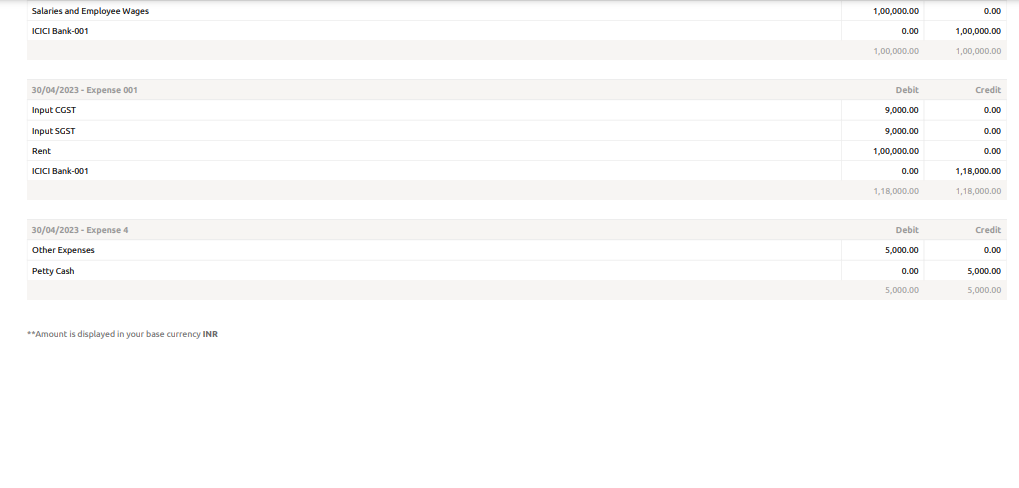 Salaries and Employee Wages 1,00,000.00 0.00
ICICI Bank-001 0.00 1,00,000.00
1,00,000.00 1,00,000.00
30/04/2023 - Expense 001 Debit Credit
Input CGST 9,000.00 0.00
Input SGST 9,000.00 0.00
Rent 1,00,000.00 0.00
ICICI Bank-001 0.00 1,18,000.00
1,18,000.00 1,18,000.00
30/04/2023 - Expense 4 Debit Credit
Other Expenses 5,000.00 0.00
Petty Cash 0.00 5,000.00
5,000.00 5,000.00
**Amount is displayed in your base currency INR